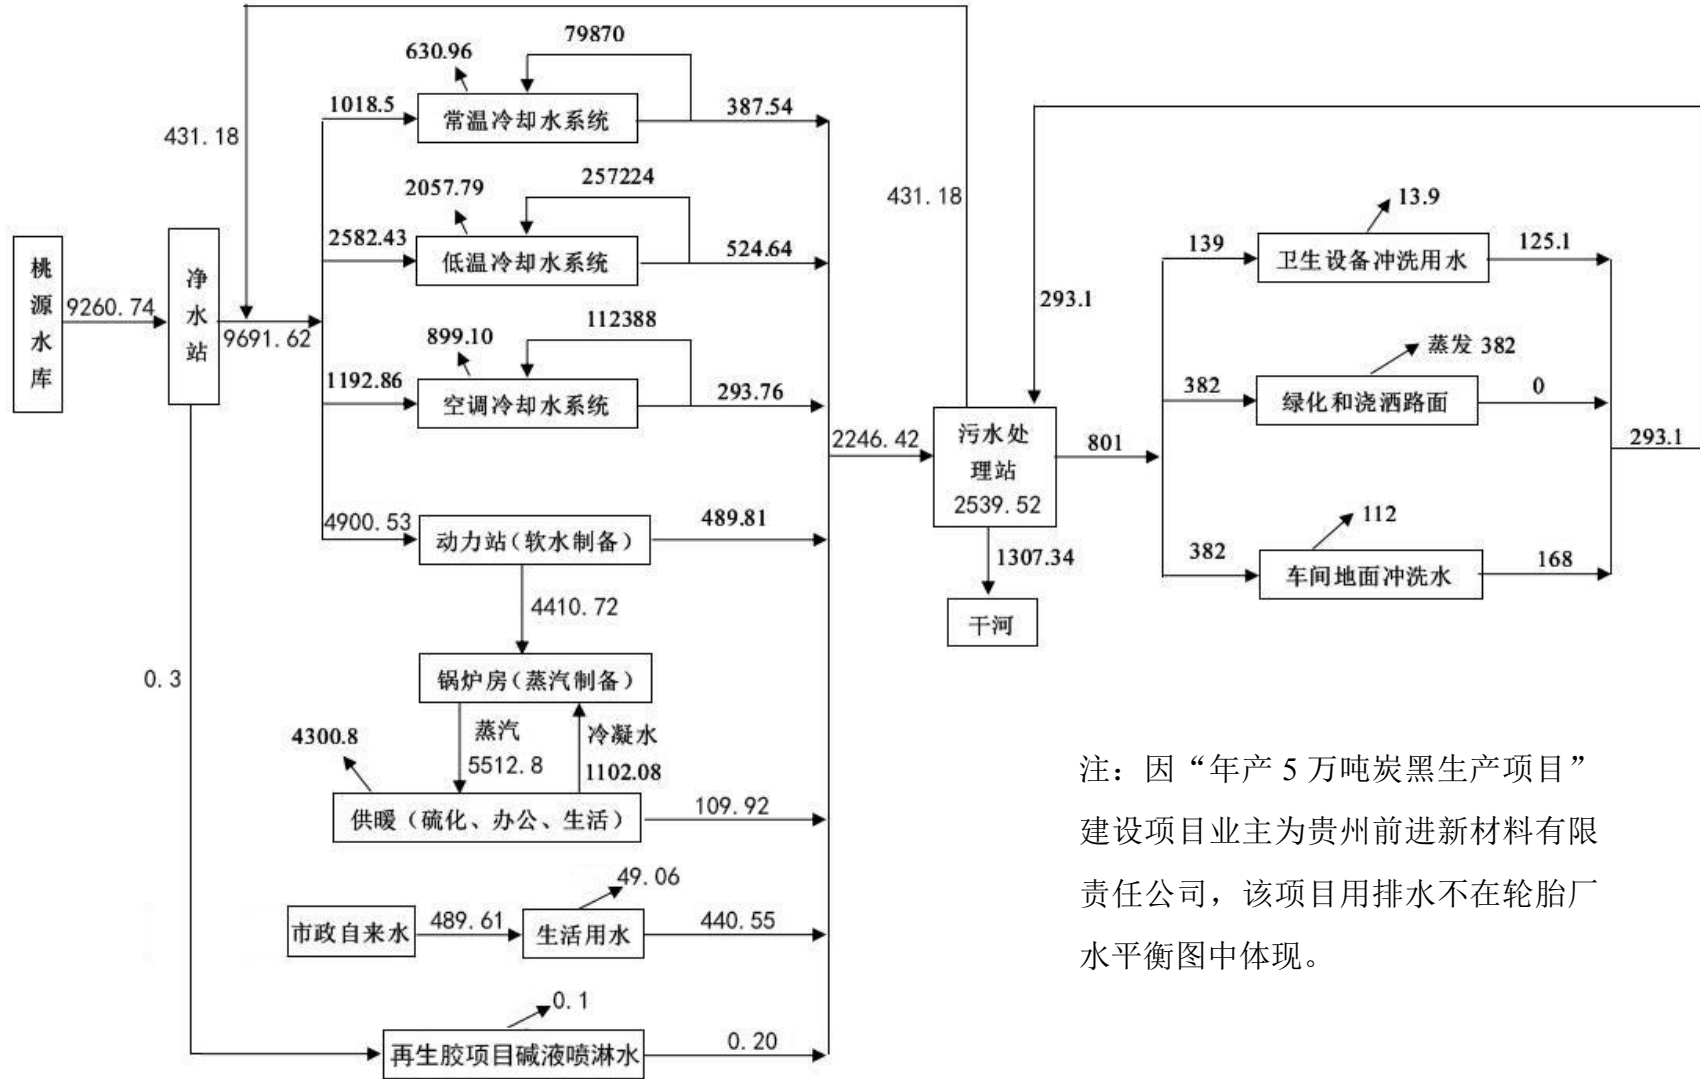 79870
630.96
1018.5
常温冷却水系统
387.54
431.18
257224
2057.79
2582.43
低温冷却水系统
524.64
431.18
13.9
139
卫生设备冲洗用水
125.1
桃源水库
9260.74
净水站
9691.62
293.1
112388
899.10
1192.86
空调冷却水系统
293.76
蒸发 382
382
绿化和浇洒路面
0
2246.42
污水处
理站
2539.52
801
293.1
4900.53
动力站（软水制备）
489.81
112
382
车间地面冲洗水
168
1307.34
干河
4410.72
0.3
锅炉房（蒸汽制备）
蒸汽
5512.8
冷凝水
1102.08
4300.8
供暖（硫化、办公、生活）
109.92
49.06
市政自来水
489.61
生活用水
440.55
0.1
再生胶项目碱液喷淋水
0.20
注：因“年产 5 万吨炭黑生产项目”
建设项目业主为贵州前进新材料有限
责任公司，该项目用排水不在轮胎厂
水平衡图中体现。